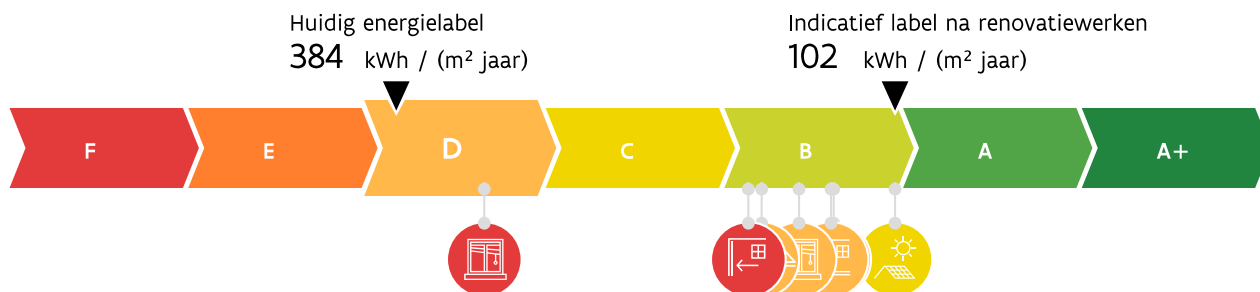 Huidig energielabel
384 kWh / (m² jaar)
Indicatief label na renovatiewerken
102 kWh / (m² jaar)
F E D C B A A+